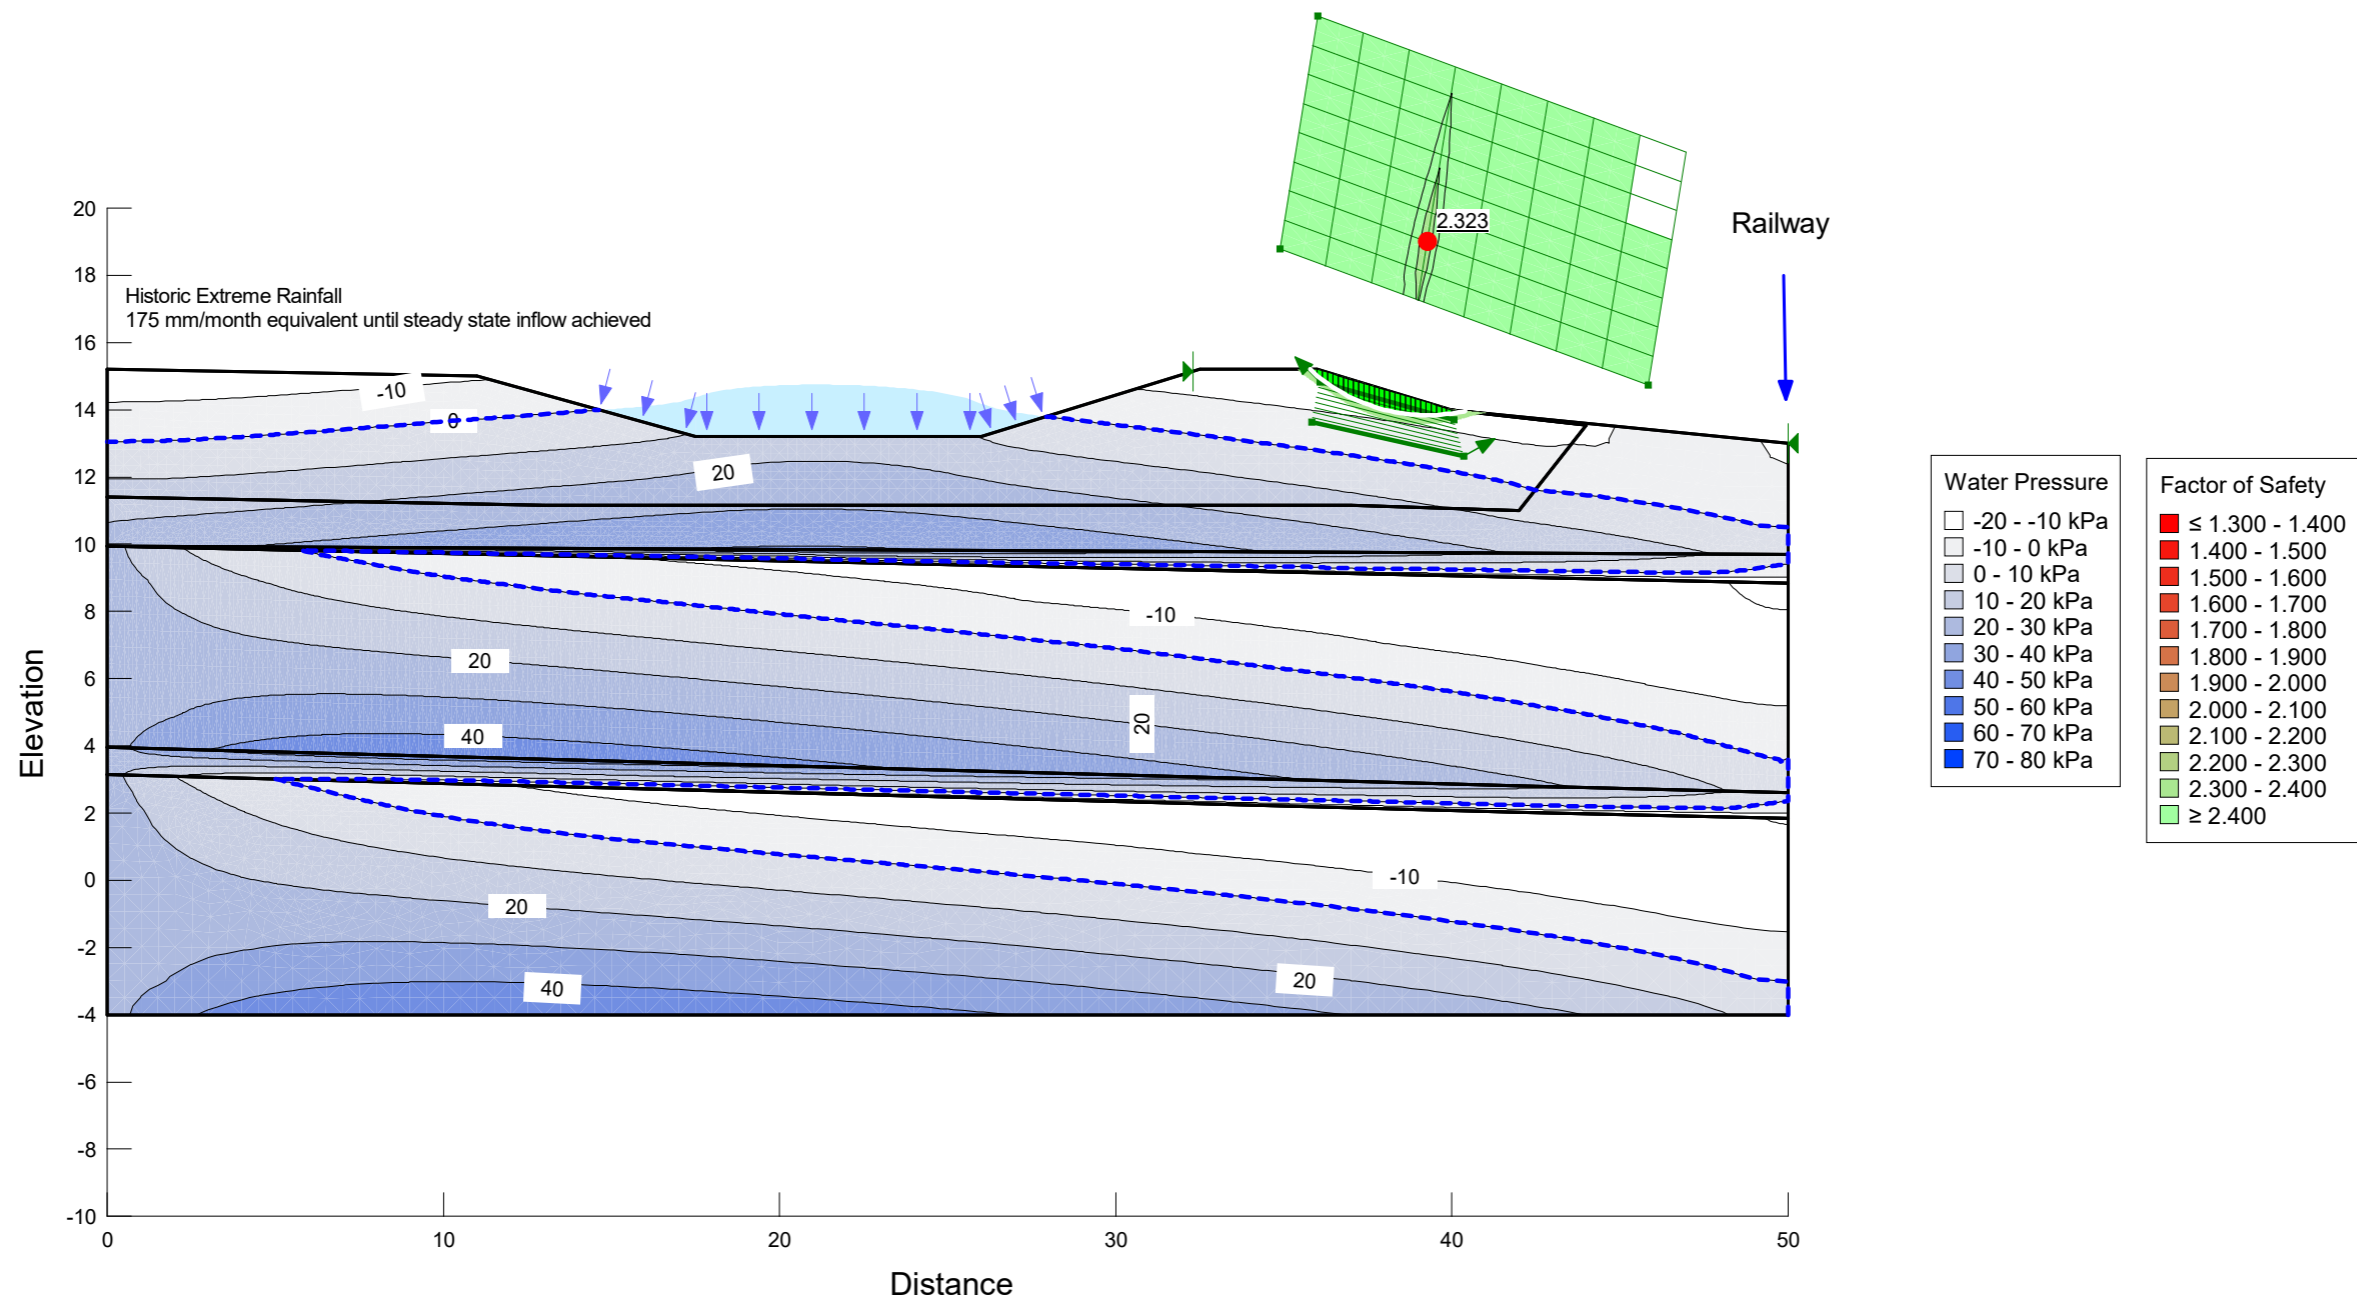 2.323
Railway
Historic Extreme Rainfall
175 mm/month equivalent until steady state inflow achieved
Elevation
20
18
16
14
12
10
8
6
4
2
0
-2
-4
-6
-8
-10
-10
0
20
-10
20
20
40
-10
20
20
40
0
10
20
30
40
50
Distance
Water Pressure
-20 - -10 kPa
-10 - 0 kPa
0 - 10 kPa
10 - 20 kPa
20 - 30 kPa
30 - 40 kPa
40 - 50 kPa
50 - 60 kPa
60 - 70 kPa
70 - 80 kPa
Factor of Safety
≤ 1.300 - 1.400
1.400 - 1.500
1.500 - 1.600
1.600 - 1.700
1.700 - 1.800
1.800 - 1.900
1.900 - 2.000
2.000 - 2.100
2.100 - 2.200
2.200 - 2.300
2.300 - 2.400
≥ 2.400